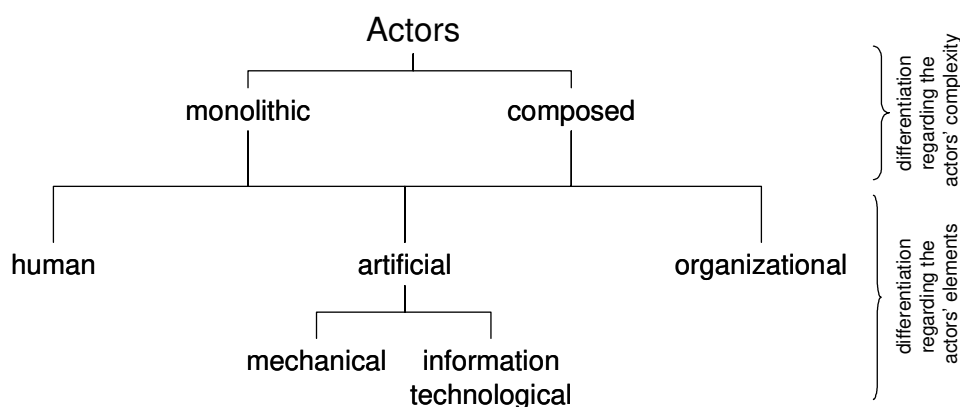 Actors
monolithic
composed
differentiation
regarding the
actors' complexity
human
artificial
organizational
mechanical
information
technological
differentiation
regarding the
actors' elements